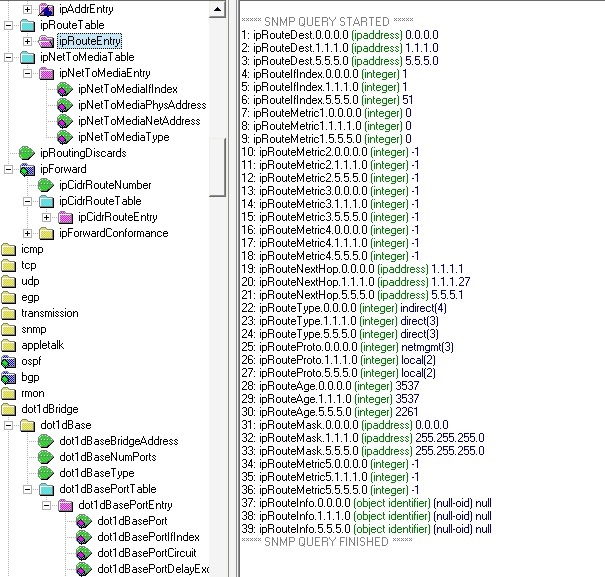 ipAddrEntry
ipRouteTable
ipRouteEntry
ipNetToMediaTable
ipNetToMediaEntry
ipNetToMediaIfIndex
ipNetToMediaPhysAddress
ipNetToMediaNetAddress
ipNetToMediaType
ipRoutingDiscards
ipForward
ipCidrRouteNumber
ipCidrRouteTable
ipCidrRouteEntry
ipForwardConformance
icmp
tcp
udp
egp
transmission
snmp
appletalk
ospf
bgp
rmon
dot1dBridge
dot1dBase
dot1dBaseBridgeAddress
dot1dBaseNumPorts
dot1dBaseType
dot1dBasePortTable
dot1dBasePortEntry
dot1dBasePort
dot1dBasePortIfIndex
dot1dBasePortCircuit
dot1dBasePortDelayExc
***** SNMP QUERY STARTED *****
1: ipRouteDest.0.0.0.0 (ipaddress) 0.0.0.0
2: ipRouteDest.1.1.1.0 (ipaddress) 1.1.1.0
3: ipRouteDest.5.5.5.0 (ipaddress) 5.5.5.0
4: ipRouteIfIndex.0.0.0.0 (integer) 1
5: ipRouteIfIndex.1.1.1.0 (integer) 1
6: ipRouteIfIndex.5.5.5.0 (integer) 51
7: ipRouteMetric1.0.0.0.0 (integer) 0
8: ipRouteMetric1.1.1.1.0 (integer) 0
9: ipRouteMetric1.5.5.5.0 (integer) 0
10: ipRouteMetric2.0.0.0.0 (integer) -1
11: ipRouteMetric2.1.1.1.0 (integer) -1
12: ipRouteMetric2.5.5.5.0 (integer) -1
13: ipRouteMetric3.0.0.0.0 (integer) -1
14: ipRouteMetric3.1.1.1.0 (integer) -1
15: ipRouteMetric3.5.5.5.0 (integer) -1
16: ipRouteMetric4.0.0.0.0 (integer) -1
17: ipRouteMetric4.1.1.1.0 (integer) -1
18: ipRouteMetric4.5.5.5.0 (integer) -1
19: ipRouteNextHop.0.0.0.0 (ipaddress) 1.1.1.1
20: ipRouteNextHop.1.1.1.0 (ipaddress) 1.1.1.27
21: ipRouteNextHop.5.5.5.0 (ipaddress) 5.5.5.1
22: ipRouteType.0.0.0.0 (integer) indirect(4)
23: ipRouteType.1.1.1.0 (integer) direct(3)
24: ipRouteType.5.5.5.0 (integer) direct(3)
25: ipRouteProto.0.0.0.0 (integer) netmgmt(3)
26: ipRouteProto.1.1.1.0 (integer) local(2)
27: ipRouteProto.5.5.5.0 (integer) local(2)
28: ipRouteAge.0.0.0.0 (integer) 3537
29: ipRouteAge.1.1.1.0 (integer) 3537
30: ipRouteAge.5.5.5.0 (integer) 2261
31: ipRouteMask.0.0.0.0 (ipaddress) 0.0.0.0
32: ipRouteMask.1.1.1.0 (ipaddress) 255.255.255.0
33: ipRouteMask.5.5.5.0 (ipaddress) 255.255.255.0
34: ipRouteMetric5.0.0.0.0 (integer) -1
35: ipRouteMetric5.1.1.1.0 (integer) -1
36: ipRouteMetric5.5.5.5.0 (integer) -1
37: ipRouteInfo.0.0.0.0 (object identifier) (null-oid) null
38: ipRouteInfo.1.1.1.0 (object identifier) (null-oid) null
39: ipRouteInfo.5.5.5.0 (object identifier) (null-oid) null
***** SNMP QUERY FINISHED *****